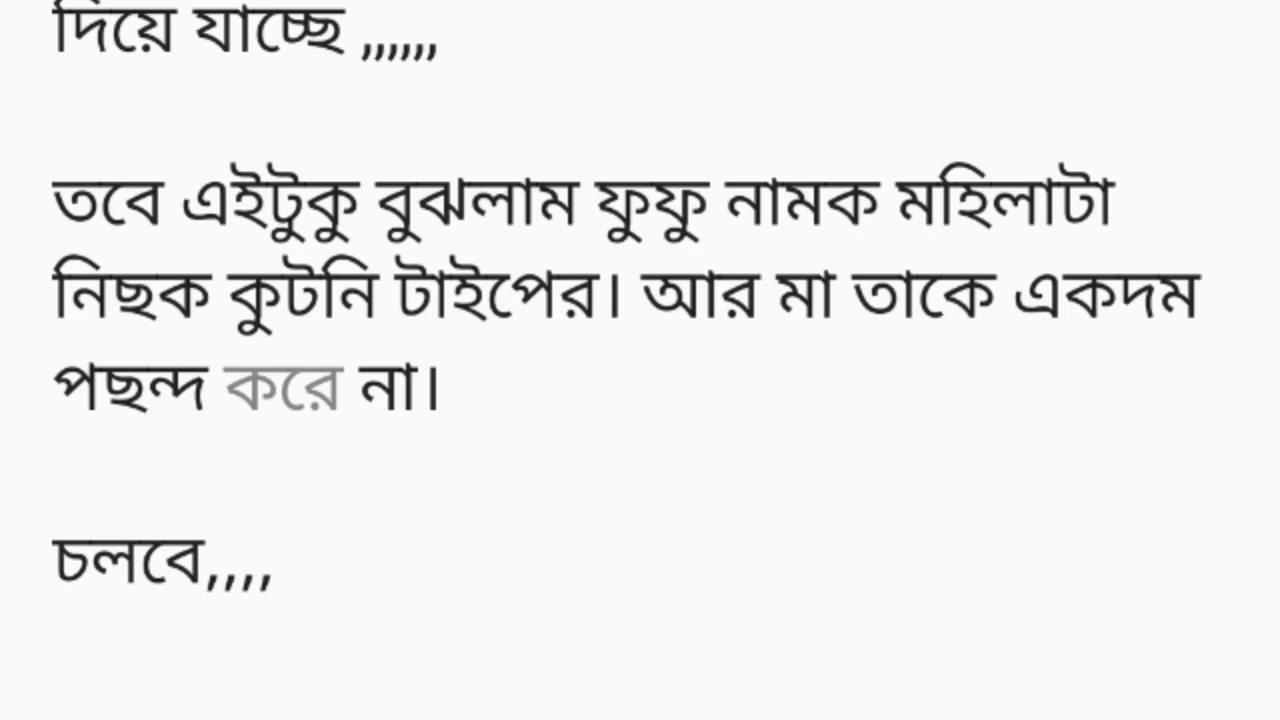 দিয়ে যাচ্ছে ,,,,,,
তবে এইটুকু বুঝলাম ফুফু নামক মহিলাটা
নিছক কুটনি টাইপের। আর মা তাকে একদম
পছন্দ করে না।
চলবে,,,,